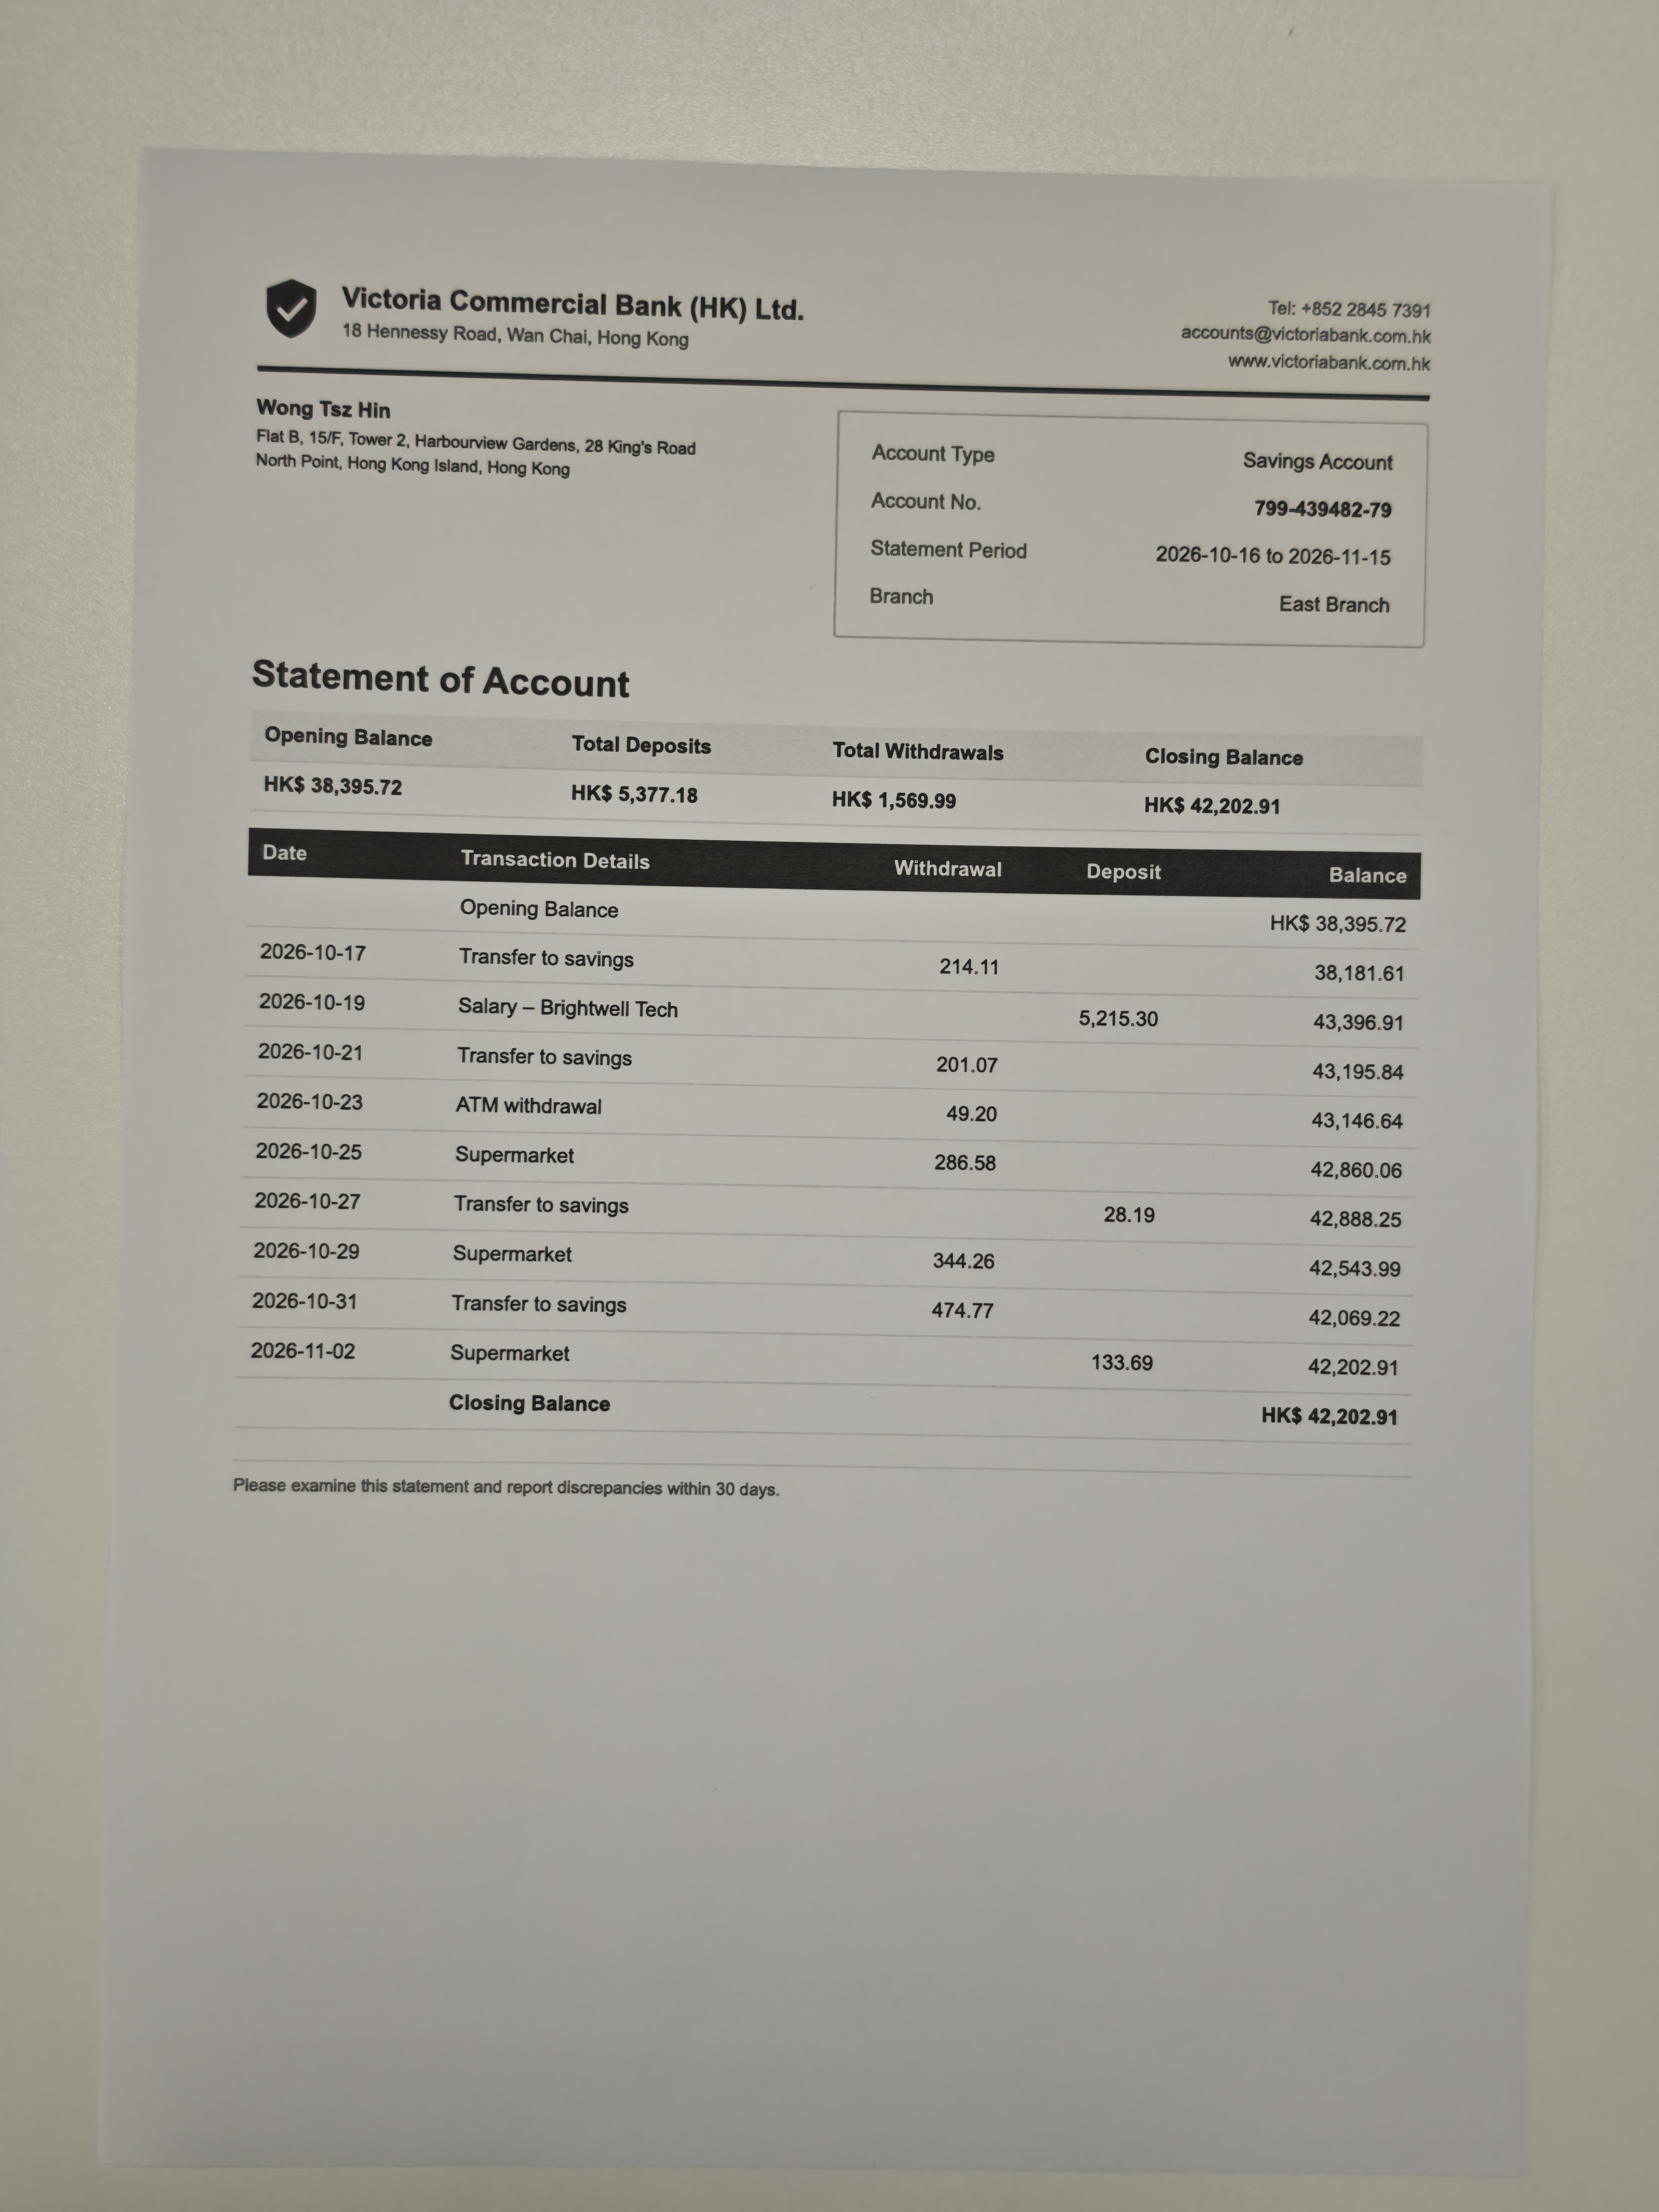 Victoria Commercial Bank (HK) Ltd.
18 Hennessy Road, Wan Chai, Hong Kong
Tel: +852 2845 7391
accounts@victoriabank.com.hk
www.victoriabank.com.hk
Wong Tsz Hin
Flat B, 15/F, Tower 2, Harbourview Gardens, 28 King's Road
North Point, Hong Kong Island, Hong Kong
Account Type Savings Account
Account No. 799-439482-79
Statement Period 2026-10-16 to 2026-11-15
Branch East Branch
Statement of Account
Opening Balance Total Deposits Total Withdrawals Closing Balance
HK$ 38,395.72 HK$ 5,377.18 HK$ 1,569.99 HK$ 42,202.91
Date Transaction Details Withdrawal Deposit Balance
Opening Balance HK$ 38,395.72
2026-10-17 Transfer to savings 214.11 38,181.61
2026-10-19 Salary – Brightwell Tech 5,215.30 43,396.91
2026-10-21 Transfer to savings 201.07 43,195.84
2026-10-23 ATM withdrawal 49.20 43,146.64
2026-10-25 Supermarket 286.58 42,860.06
2026-10-27 Transfer to savings 28.19 42,888.25
2026-10-29 Supermarket 344.26 42,543.99
2026-10-31 Transfer to savings 474.77 42,069.22
2026-11-02 Supermarket 133.69 42,202.91
Closing Balance HK$ 42,202.91
Please examine this statement and report discrepancies within 30 days.